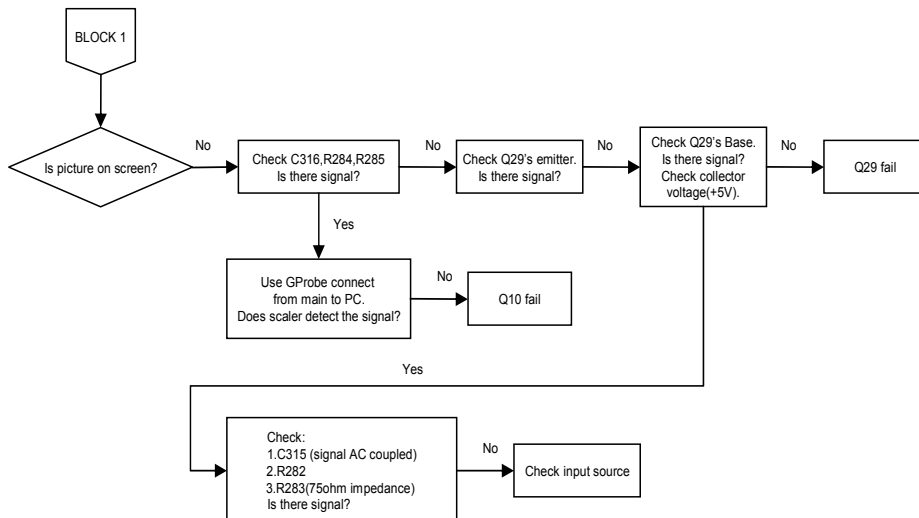 BLOCK 1
Is picture on screen?
No
Check C316,R284,R285
Is there signal?
No
Check Q29's emitter.
Is there signal?
No
Check Q29's Base.
Is there signal?
Check collector
voltage(+5V).
No
Q29 fail
Yes
Use GProbe connect
from main to PC.
Does scaler detect the signal?
No
Q10 fail
Yes
Check:
1.C315 (signal AC coupled)
2.R282
3.R283(75ohm impedance)
Is there signal?
No
Check input source